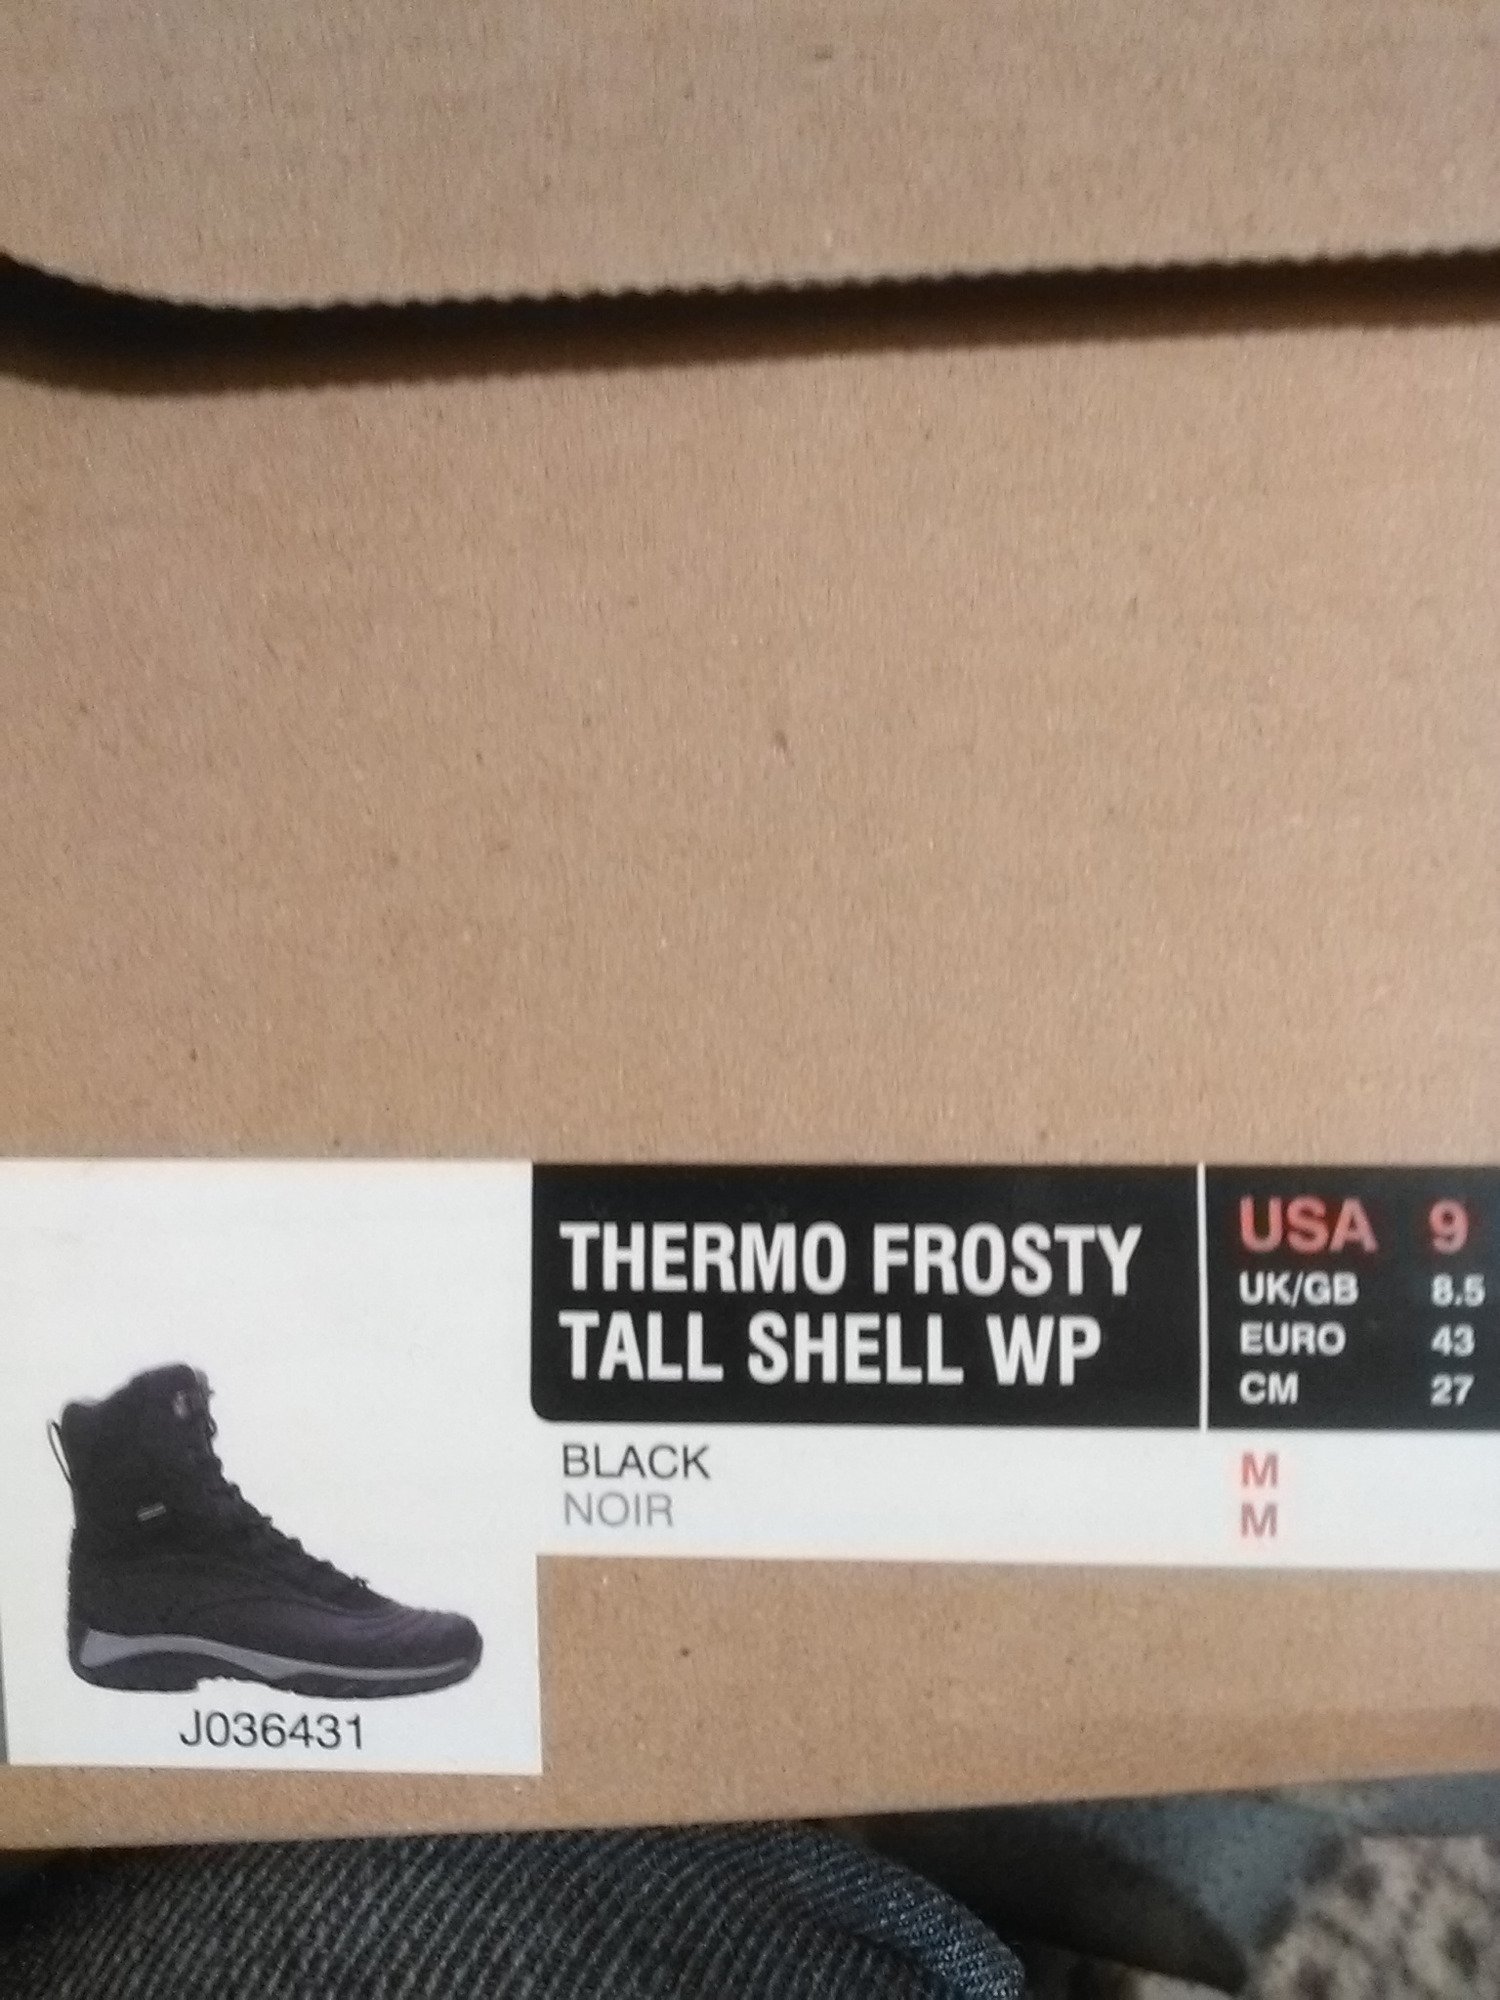 THERMO FROSTY
TALL SHELL WP
USA 9
UK/GB 8.5
EURO 43
CM 27
BLACK
NOIR
M
M
J036431